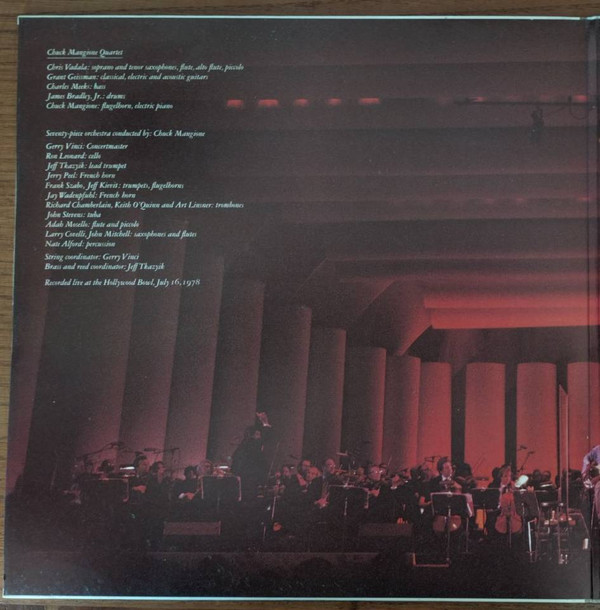 Chuck Mangione Quartet
Chris Vadala: soprano and tenor saxophones, flute, alto flute, piccolo
Grant Geissman: classical, electric and acoustic guitars
Charles Meeks: bass
James Bradley, Jr.: drums
Chuck Mangione: flugelhorn, electric piano
Seventy-piece orchestra conducted by: Chuck Mangione
Gerry Vinci: Concertmaster
Ron Leonard: cello
Jeff Tkazyik: lead trumpet
Jerry Peel: French horn
Frank Szabo, Jeff Kievit: trumpets, flugelhorns
Jay Wadenpfuhl: French horn
Richard Chamberlain, Keith O'Quinn and Art Linsner: trombones
John Stevens: tuba
Adah Mosello: flute and piccolo
Larry Covelli, John Mitchell: saxophones and flutes
Nate Alford: percussion
String coordinator: Gerry Vinci
Brass and reed coordinator: Jeff Tkazyik
Recorded live at the Hollywood Bowl, July 16, 1978